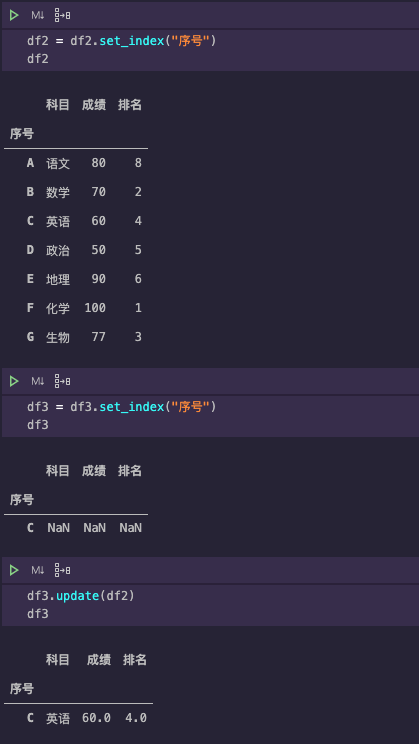 M↓
df2 = df2.set_index("序号")
df2
科目 成绩 排名
序号
A 语文 80 8
B 数学 70 2
C 英语 60 4
D 政治 50 5
E 地理 90 6
F 化学 100 1
G 生物 77 3
M↓
df3 = df3.set_index("序号")
df3
科目 成绩 排名
序号
C NaN NaN NaN
M↓
df3.update(df2)
df3
科目 成绩 排名
序号
C 英语 60.0 4.0